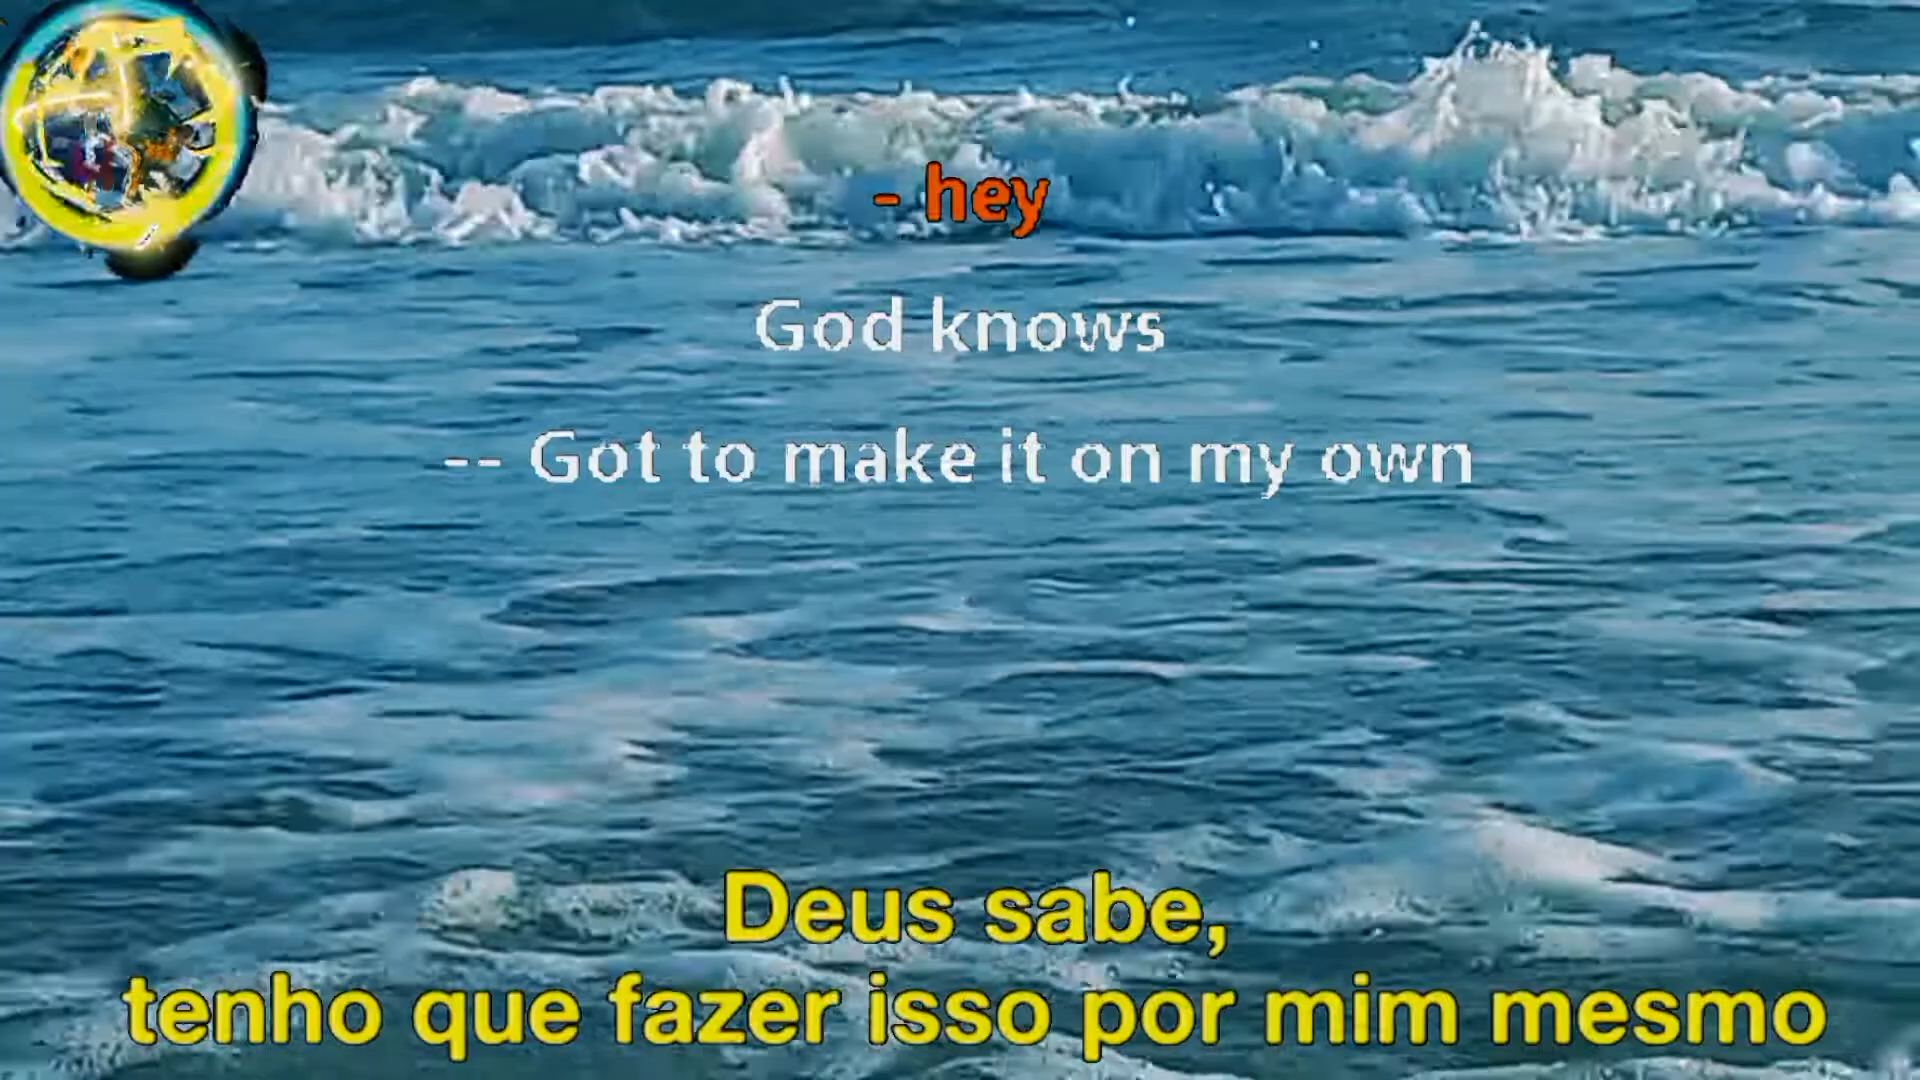 - hey
God knows
-- Got to make it on my own
Deus sabe,
tenho que fazer isso por mim mesmo